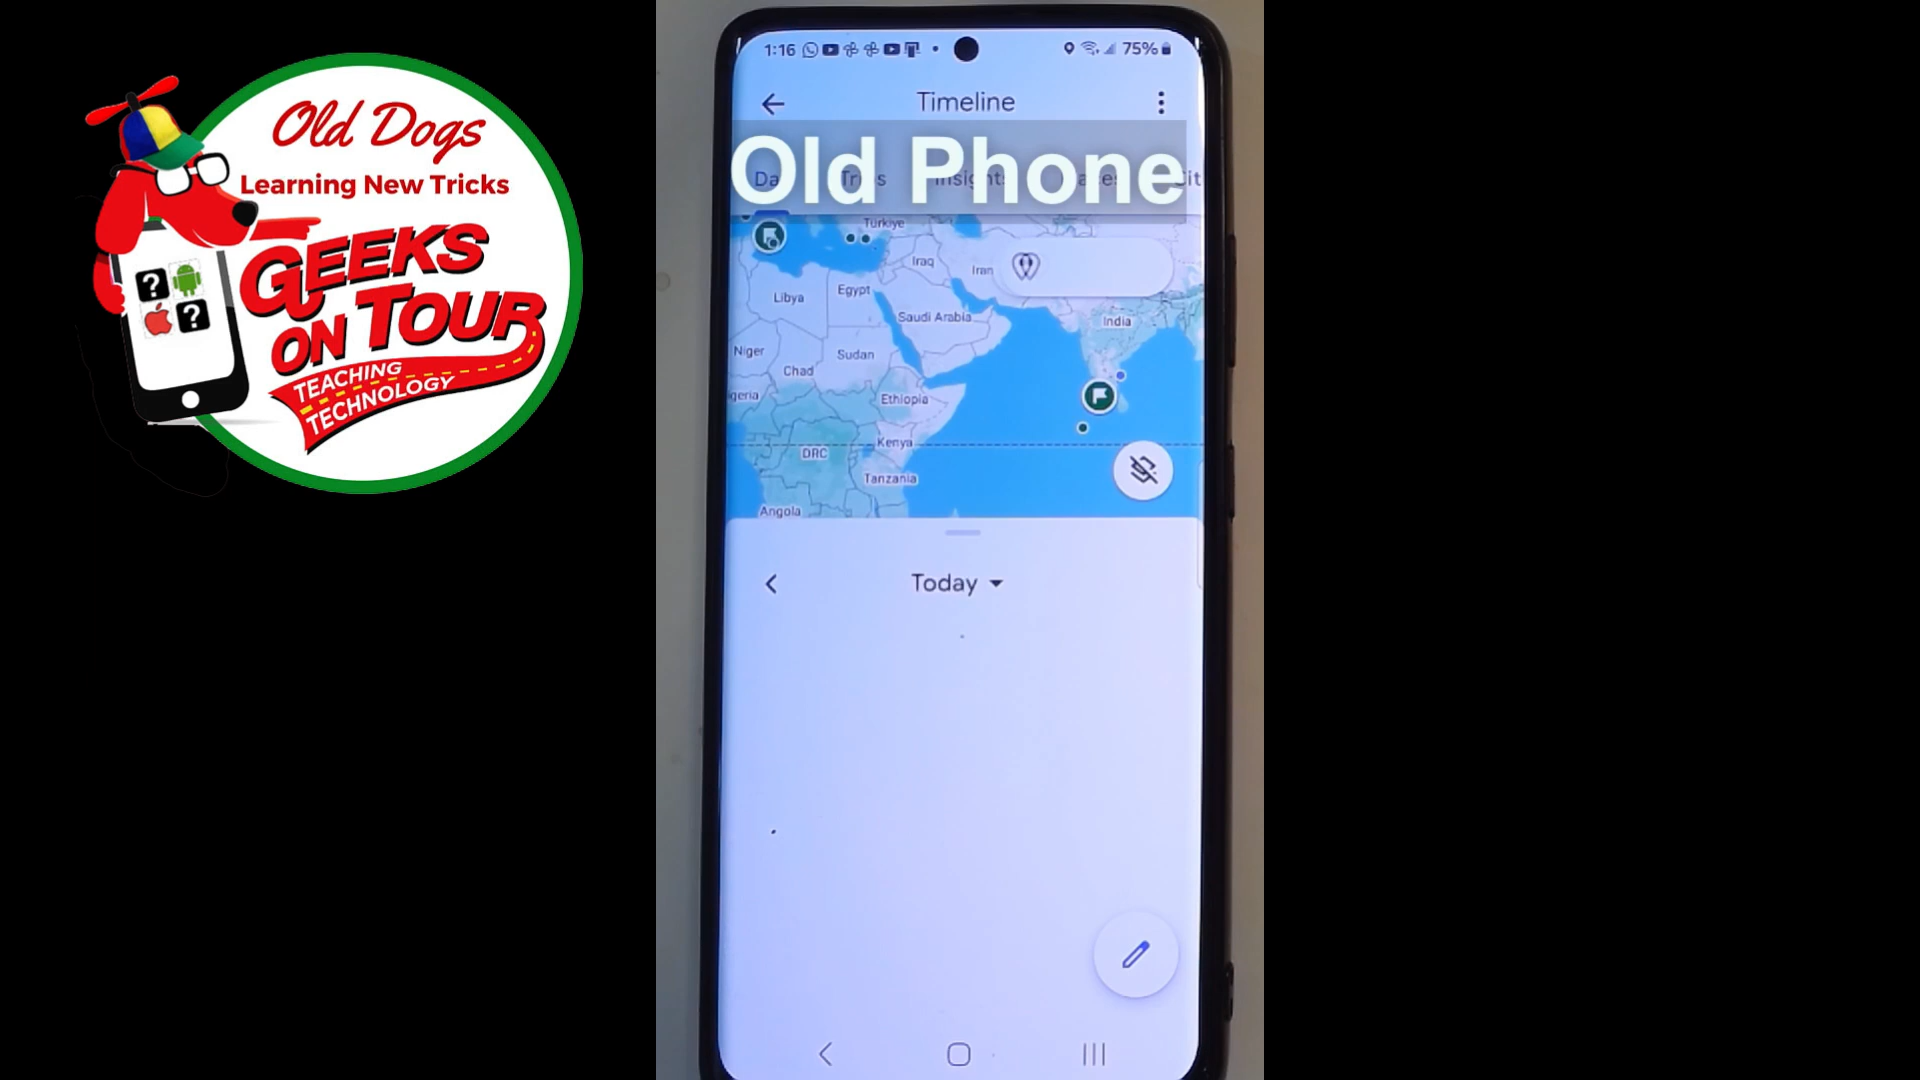 Old Dogs
Learning New Tricks
GEEKS
ON TOUR
TEACHING
TECHNOLOGY
?
?
1:16
75%
Timeline
Old Phone
Türkiye
Iraq
Iran
Libya
Egypt
Saudi Arabia
India
Niger
Sudan
Chad
Ethiopia
Kenya
DRC
Tanzania
Angola
Today